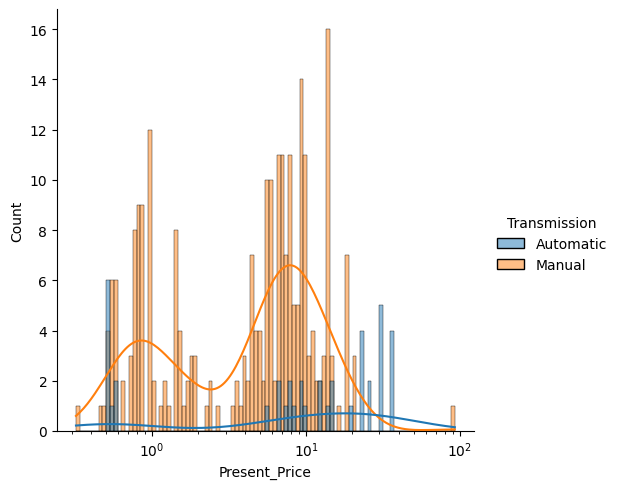 16
14
12
10
8
6
4
2
0
Count
10⁰
10¹
10²
Present_Price
Transmission
Automatic
Manual